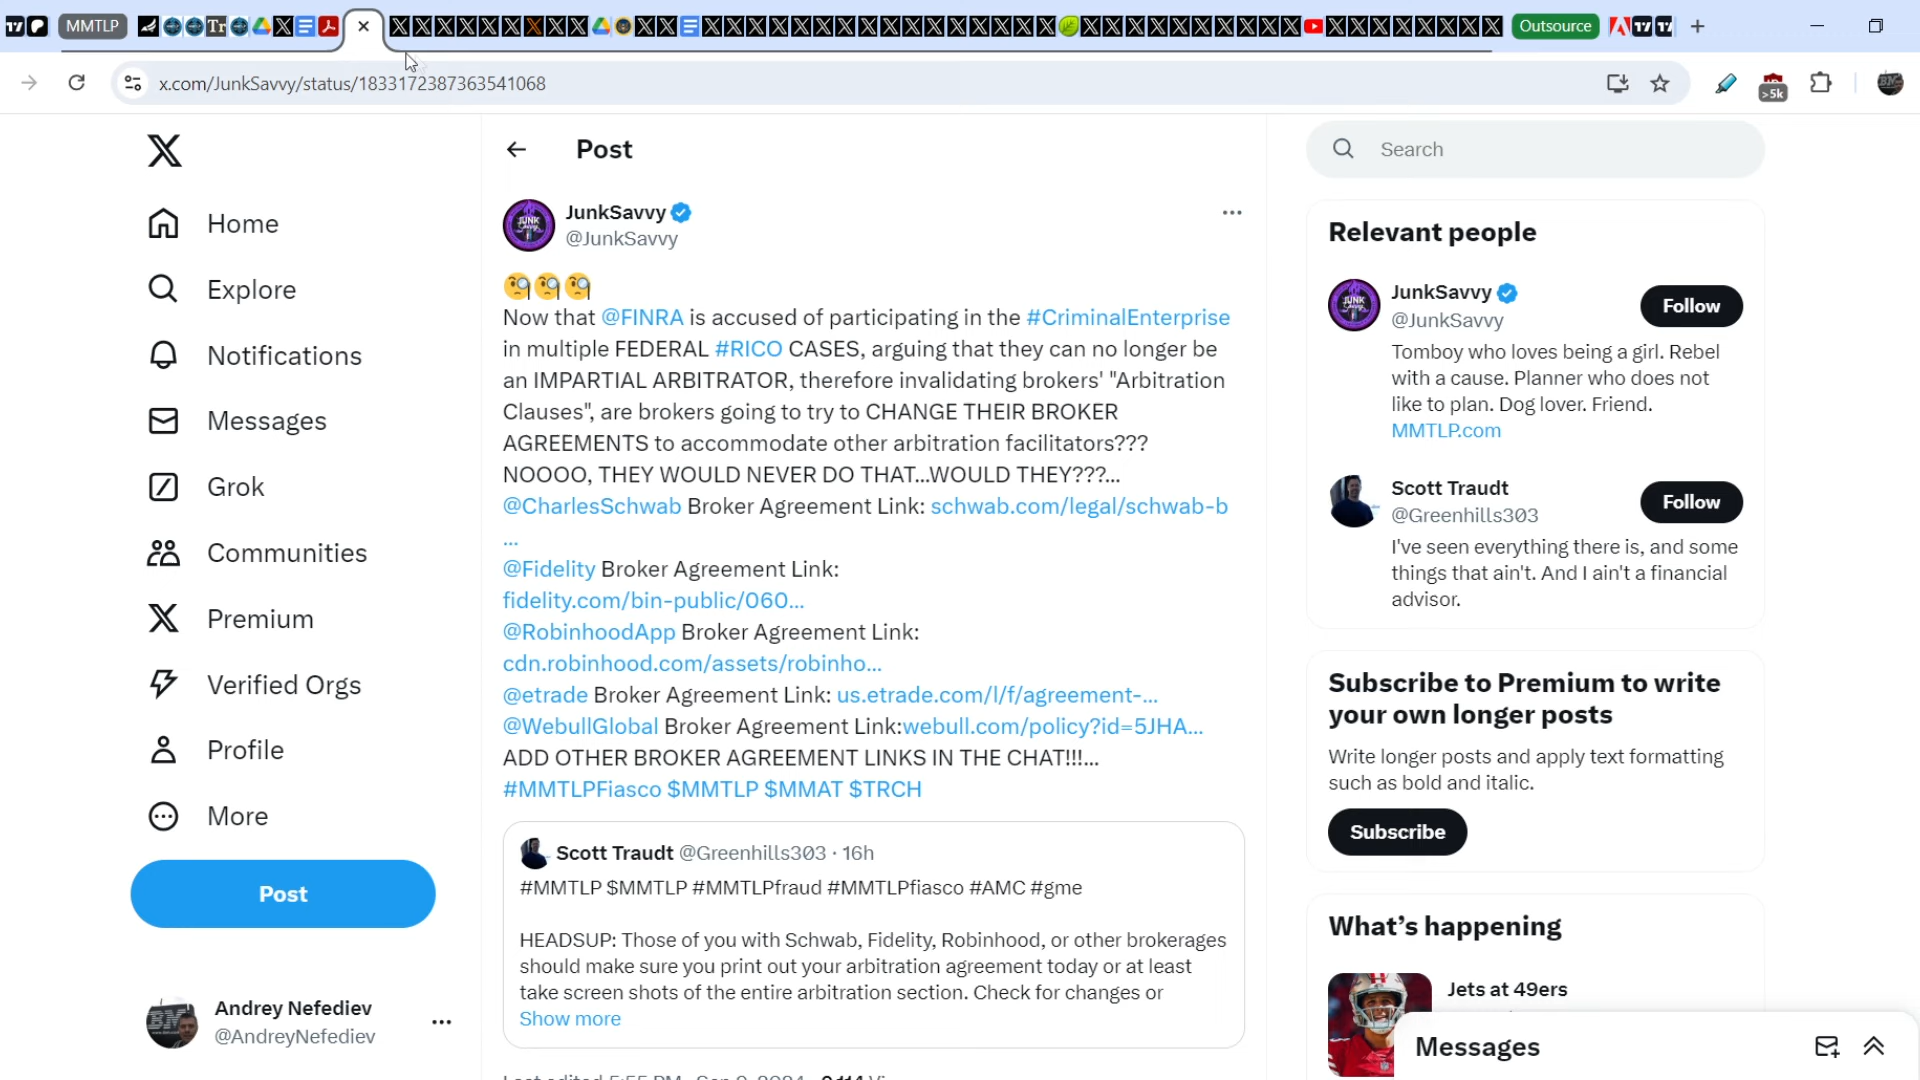 MMTLP
Outsource
x.com/JunkSavvy/status/1833172387363541068
>5k
Home
Explore
Notifications
Messages
Grok
Communities
Premium
Verified Orgs
Profile
More
Post
Andrey Nefediev
@AndreyNefediev
Post
JunkSavvy
@JunkSavvy
Now that @FINRA is accused of participating in the #CriminalEnterprise
in multiple FEDERAL #RICO CASES, arguing that they can no longer be
an IMPARTIAL ARBITRATOR, therefore invalidating brokers' "Arbitration
Clauses", are brokers going to try to CHANGE THEIR BROKER
AGREEMENTS to accommodate other arbitration facilitators???
NOOOO, THEY WOULD NEVER DO THAT...WOULD THEY???...
@CharlesSchwab Broker Agreement Link: schwab.com/legal/schwab-b
...
@Fidelity Broker Agreement Link:
fidelity.com/bin-public/060...
@RobinhoodApp Broker Agreement Link:
cdn.robinhood.com/assets/robinho...
@etrade Broker Agreement Link: us.etrade.com/l/f/agreement-...
@WebullGlobal Broker Agreement Link:webull.com/policy?id=5JHA...
ADD OTHER BROKER AGREEMENT LINKS IN THE CHAT!!!...
#MMTLPFiasco $MMTLP $MMAT $TRCH
Scott Traudt @Greenhills303 · 16h
#MMTLP $MMTLP #MMTLPfraud #MMTLPfiasco #AMC #gme
HEADSUP: Those of you with Schwab, Fidelity, Robinhood, or other brokerages
should make sure you print out your arbitration agreement today or at least
take screen shots of the entire arbitration section. Check for changes or
Show more
Search
Relevant people
JunkSavvy
@JunkSavvy
Follow
Tomboy who loves being a girl. Rebel
with a cause. Planner who does not
like to plan. Dog lover. Friend.
MMTLP.com
Scott Traudt
@Greenhills303
Follow
I've seen everything there is, and some
things that ain't. And I ain't a financial
advisor.
Subscribe to Premium to write
your own longer posts
Write longer posts and apply text formatting
such as bold and italic.
Subscribe
What's happening
Jets at 49ers
Messages